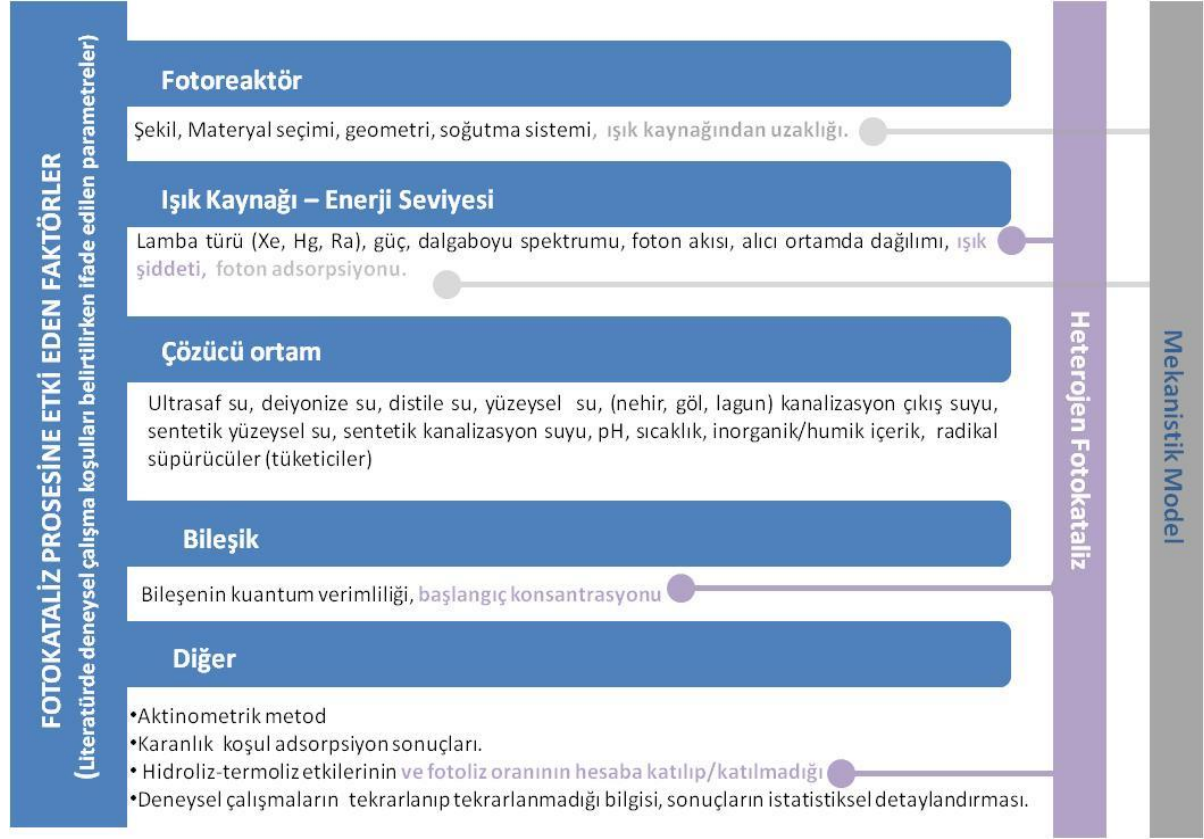 FOTOKATALİZ PROSESİNE ETKİ EDEN FAKTÖRLER
(Literatürde deneysel çalışma koşulları belirtilirken ifade edilen parametreler)
Fotoreaktör
Şekil, Materyal seçimi, geometri, soğutma sistemi, ışık kaynağından uzaklığı.
Işık Kaynağı – Enerji Seviyesi
Lamba türü (Xe, Hg, Ra), güç, dalgaboyu spektrumu, foton akısı, alıcı ortamda dağılımı, ışık
şiddeti, foton adsorpsiyonu.
Çözücü ortam
Ultrasaf su, deiyonize su, distile su, yüzeysel su, (nehir, göl, lagun) kanalizasyon çıkış suyu,
sentetik yüzeysel su, sentetik kanalizasyon suyu, pH, sıcaklık, inorganik/humik içerik, radikal
süpürücüler (tüketiciler)
Bileşik
Bileşenin kuantum verimliliği, başlangıç konsantrasyonu
Diğer
•Aktinometrik metod
•Karanlık koşul adsorpsiyon sonuçları.
• Hidroliz-termoliz etkilerinin ve fotoliz oranının hesaba katılıp/katılmadığı
•Deneysel çalışmaların tekrarlanıp tekrarlanmadığı bilgisi, sonuçların istatistiksel detaylandırması.
Heterojen Fotokataliz
Mekanistik Model